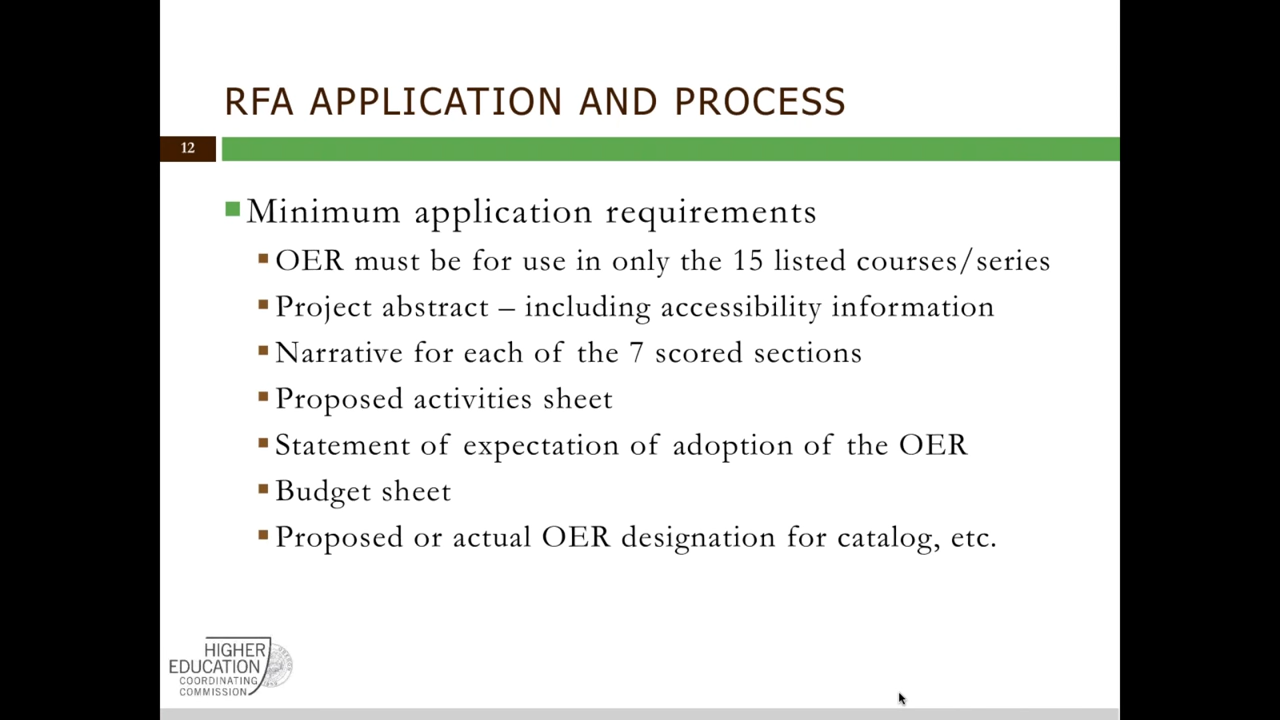 RFA APPLICATION AND PROCESS
12
Minimum application requirements
OER must be for use in only the 15 listed courses/series
Project abstract – including accessibility information
Narrative for each of the 7 scored sections
Proposed activities sheet
Statement of expectation of adoption of the OER
Budget sheet
Proposed or actual OER designation for catalog, etc.
HIGHER
EDUCATION
COORDINATING
COMMISSION